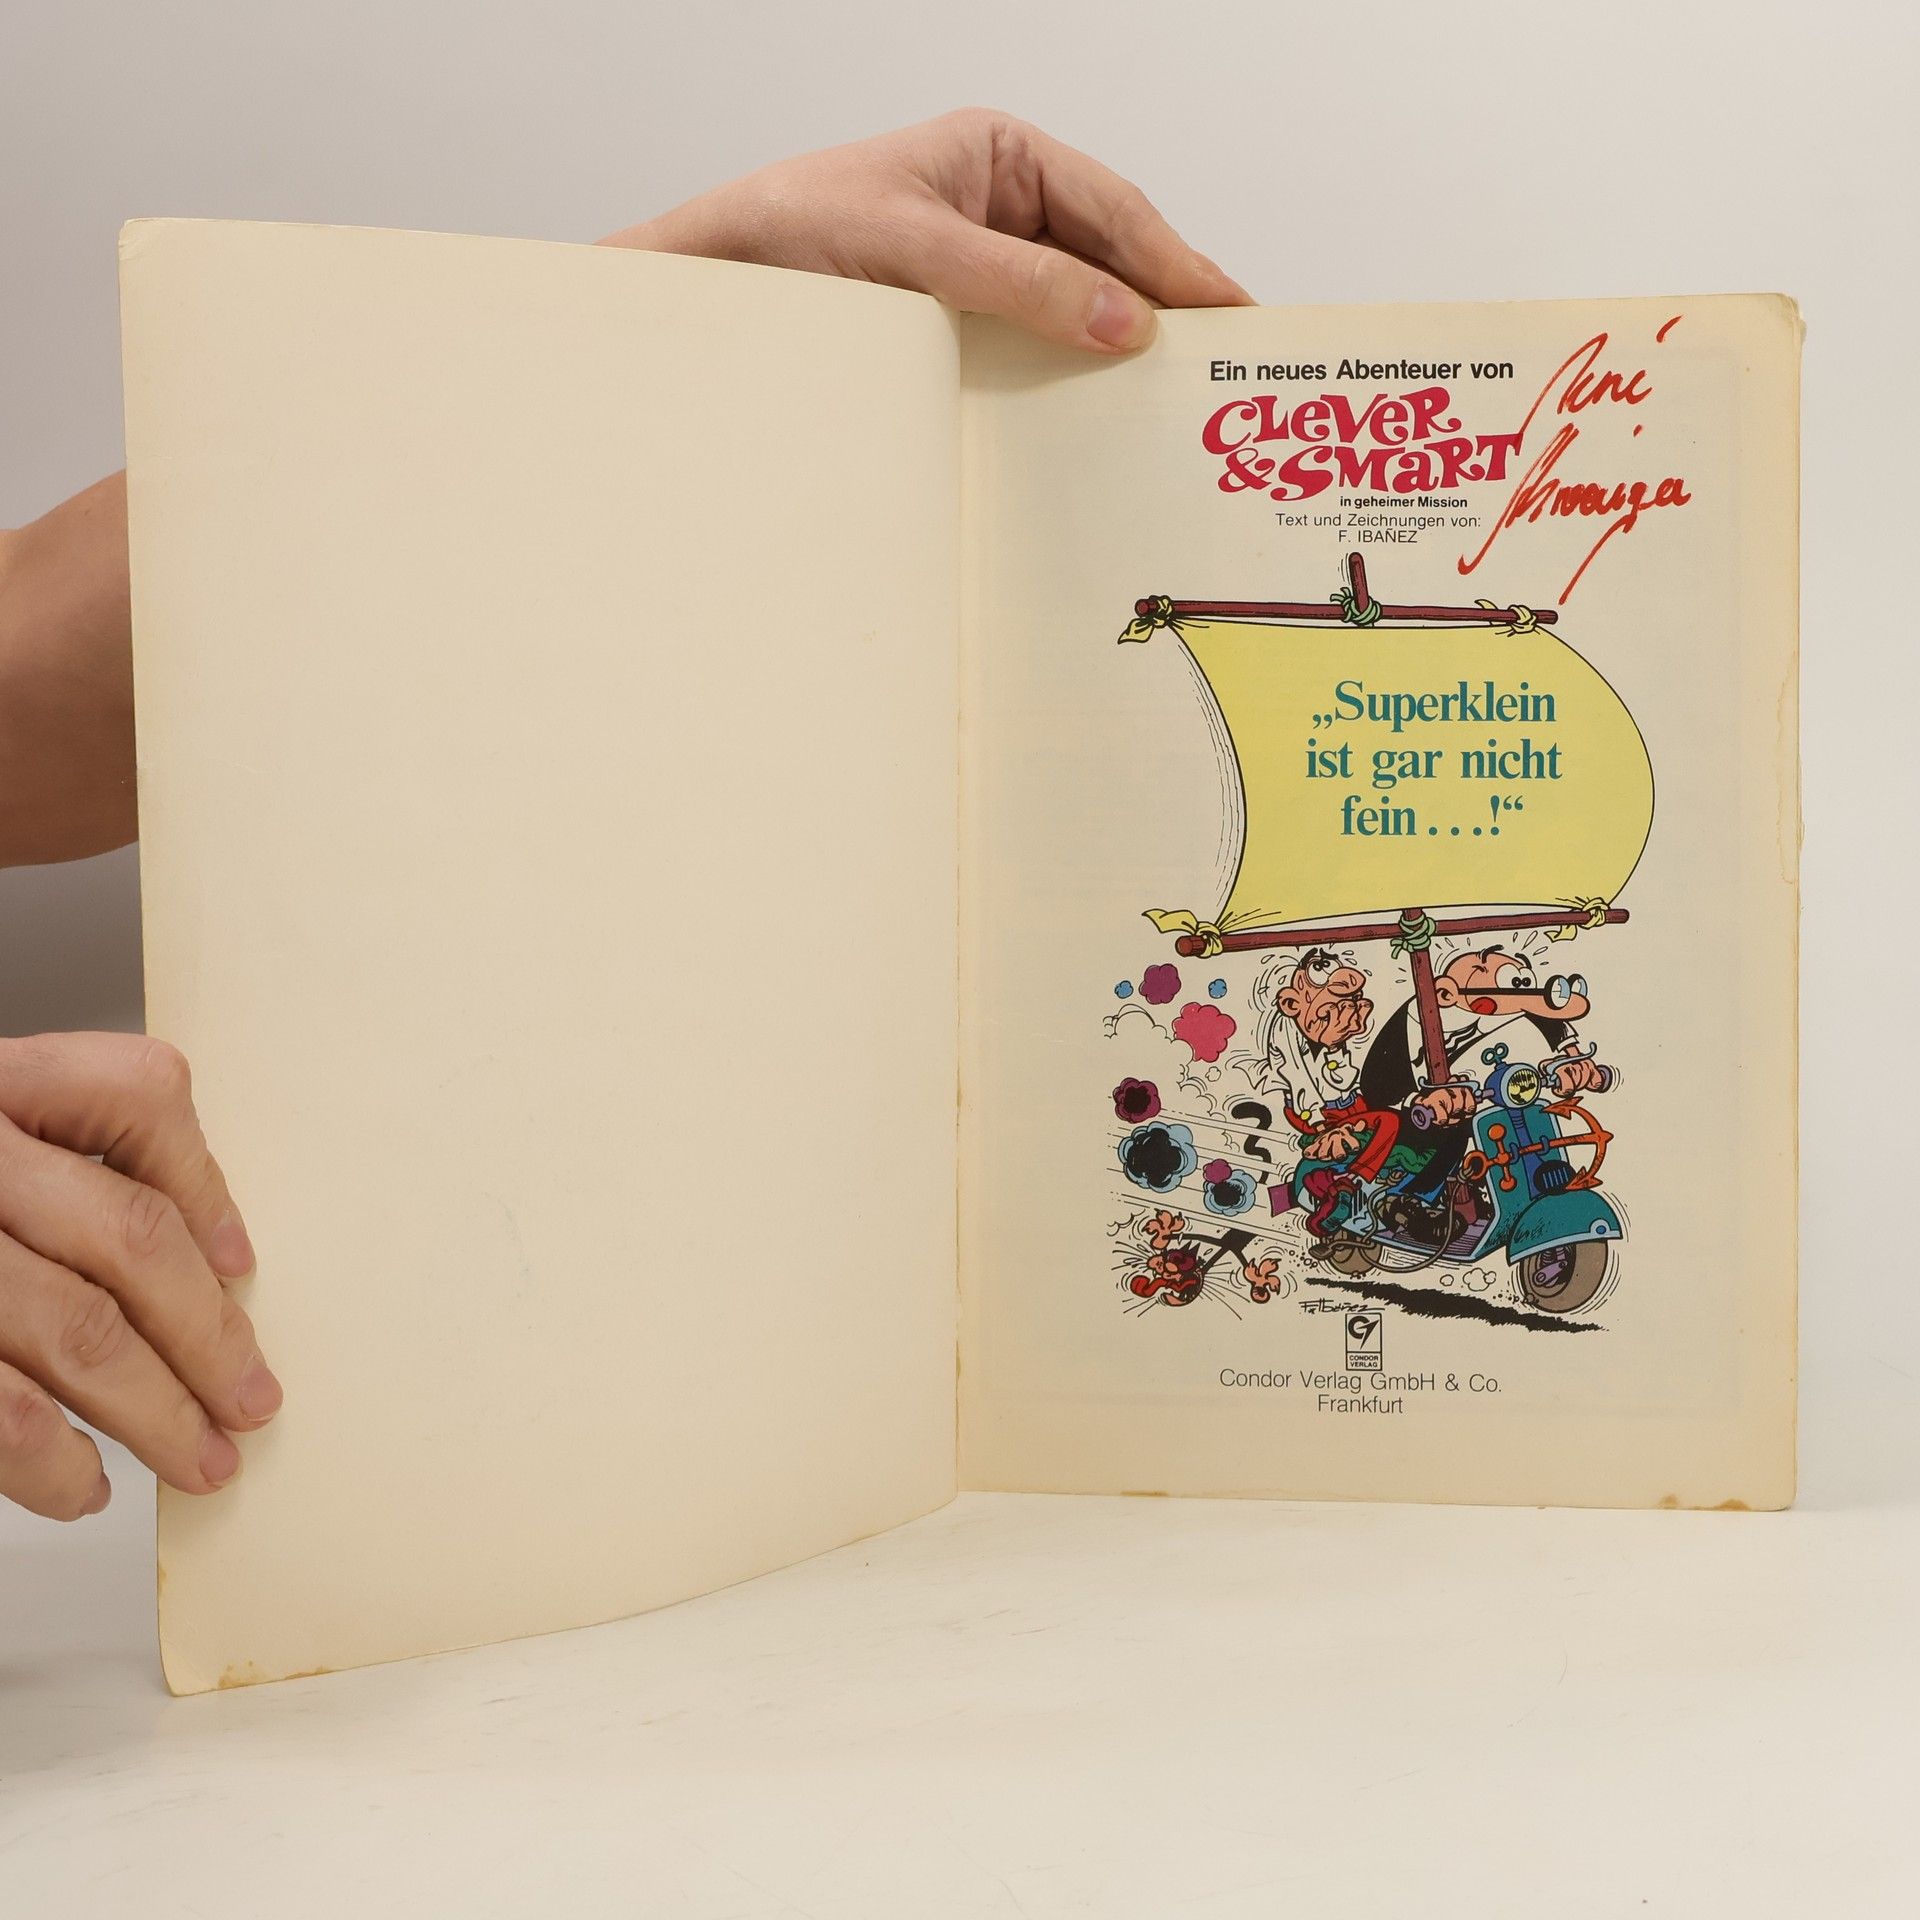 Ein neues Abenteuer von
CLEVER
& SMART
in geheimer Mission
Text und Zeichnungen von:
F. IBAÑEZ
René
„Superklein
ist gar nicht
fein . . .!“
F. Ibáñez
CONDOR
VERLAG
Condor Verlag GmbH & Co.
Frankfurt